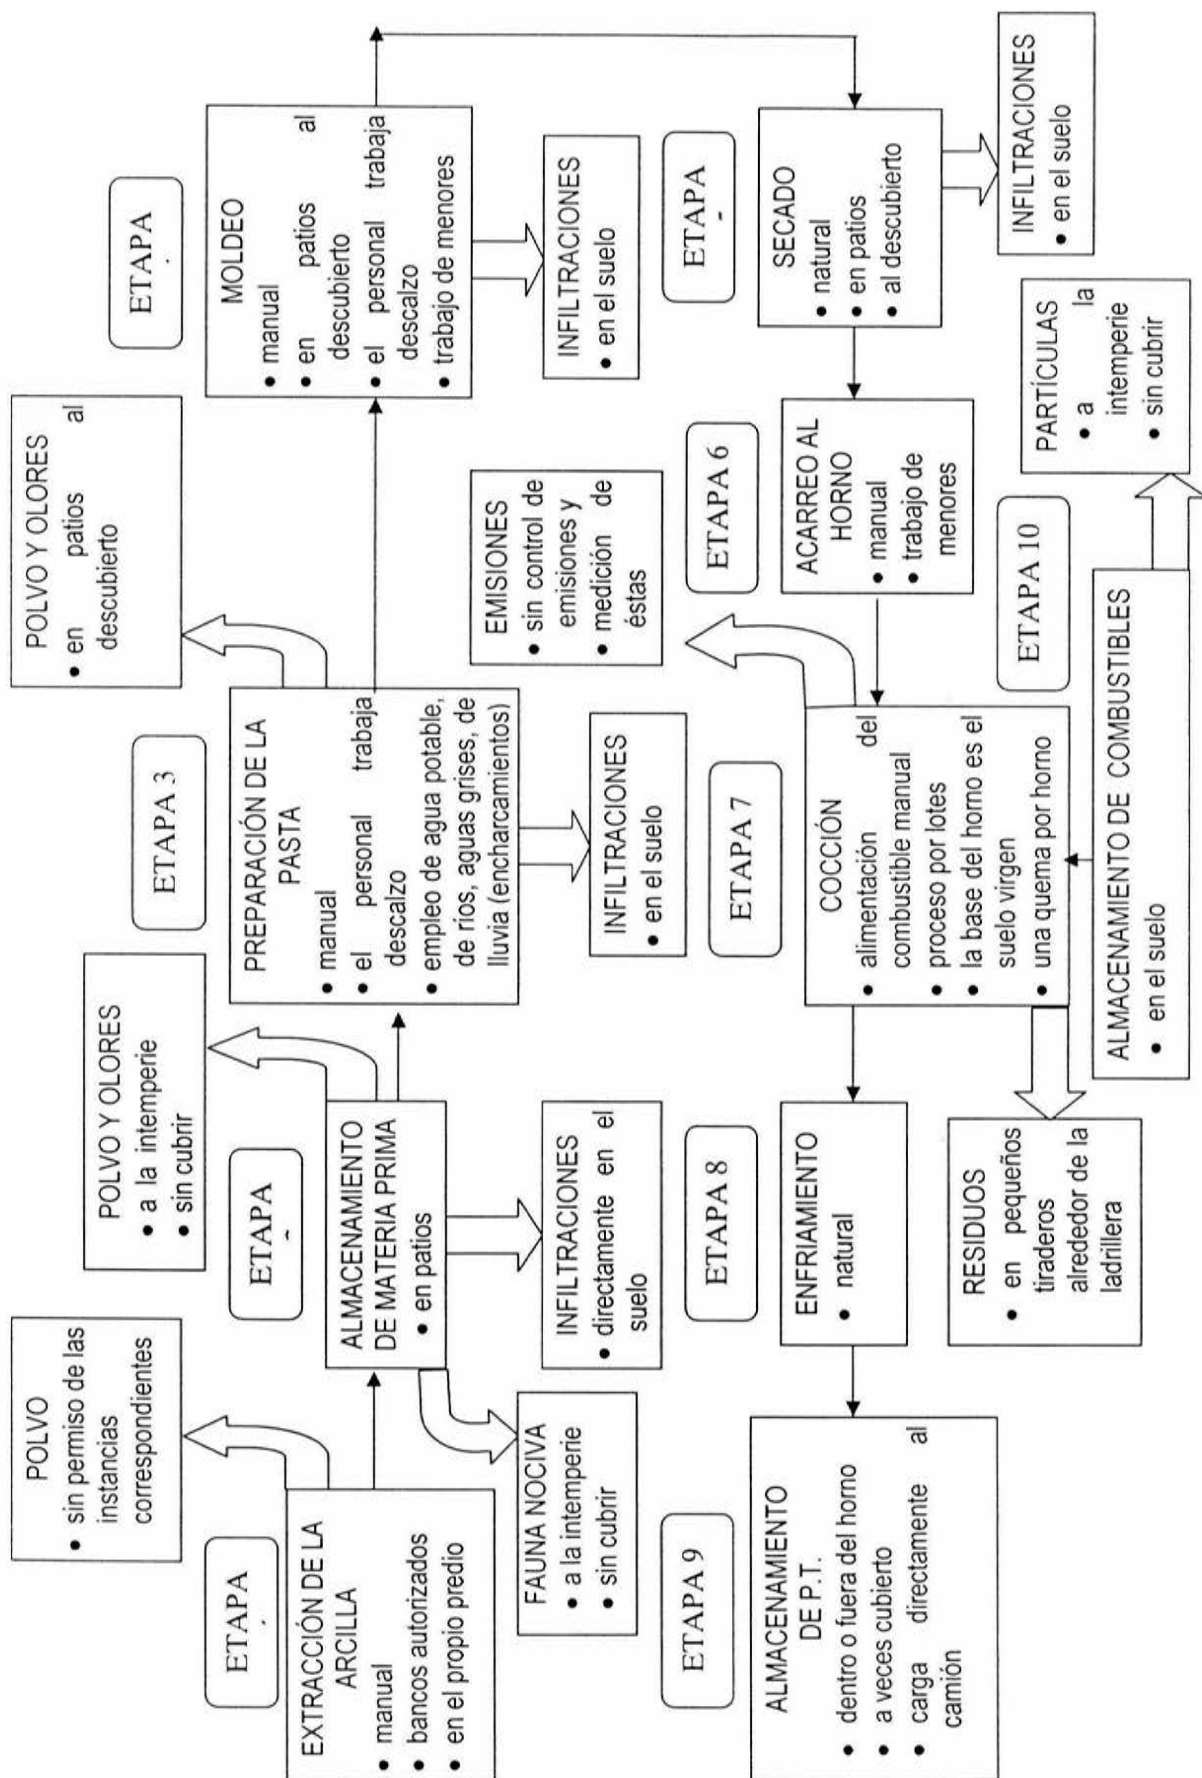 POLVO
• sin permiso de las
instancias
correspondientes
ETAPA
EXTRACCIÓN DE LA
ARCILLA
• manual
• bancos autorizados
• en el propio predio
FAUNA NOCIVA
• a la intemperie
• sin cubrir
POLVO Y OLORES
• a la intemperie
• sin cubrir
ETAPA
ALMACENAMIENTO
DE MATERIA PRIMA
• en patios
INFILTRACIONES
• directamente en el
suelo
ETAPA 3
PREPARACIÓN DE LA
PASTA
• manual
• el personal trabaja
descalzo
• empleo de agua potable,
de ríos, aguas grises, de
lluvia (encharcamientos)
INFILTRACIONES
• en el suelo
POLVO Y OLORES
• en patios al
descubierto
ETAPA
MOLDEO
• manual
• en patios al
descubierto
• el personal trabaja
descalzo
• trabajo de menores
INFILTRACIONES
• en el suelo
ETAPA
SECADO
• natural
• en patios
• al descubierto
INFILTRACIONES
• en el suelo
ETAPA 6
ACARREO AL
HORNO
• manual
• trabajo de
menores
EMISIONES
• sin control de
emisiones y
• medición de
éstas
ETAPA 7
COCCIÓN
• alimentación del
combustible manual
• proceso por lotes
• la base del horno es el
suelo virgen
• una quema por horno
ETAPA 10
ALMACENAMIENTO DE COMBUSTIBLES
• en el suelo
PARTÍCULAS
• a la
intemperie
• sin cubrir
RESIDUOS
• en pequeños
tiraderos
alrededor de la
ladrillera
ETAPA 8
ENFRIAMIENTO
• natural
ETAPA 9
ALMACENAMIENTO
DE P.T.
• dentro o fuera del horno
• a veces cubierto
• carga directamente al
camión